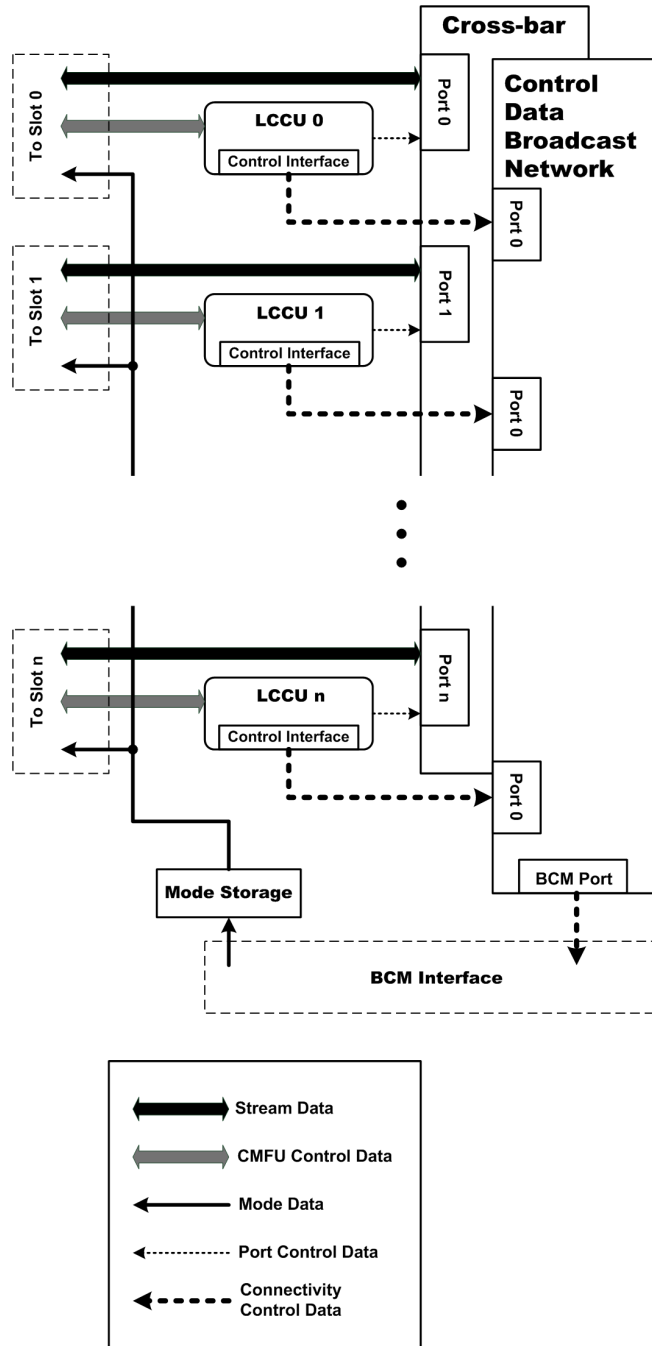 Cross-bar
Control
Data
Broadcast
Network
To Slot 0
Port 0
LCCU 0
Control Interface
Port 0
To Slot 1
Port 1
LCCU 1
Control Interface
Port 0
To Slot n
Port n
LCCU n
Control Interface
Port 0
Mode Storage
BCM Port
BCM Interface
Stream Data
CMFU Control Data
Mode Data
Port Control Data
Connectivity
Control Data